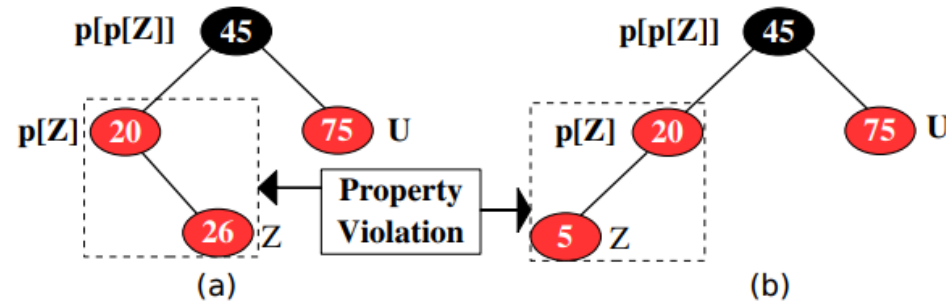 p[p[Z]] 45
p[Z] 20 75 U
26 Z
(a)
Property
Violation
p[p[Z]] 45
p[Z] 20 75 U
5 Z
(b)